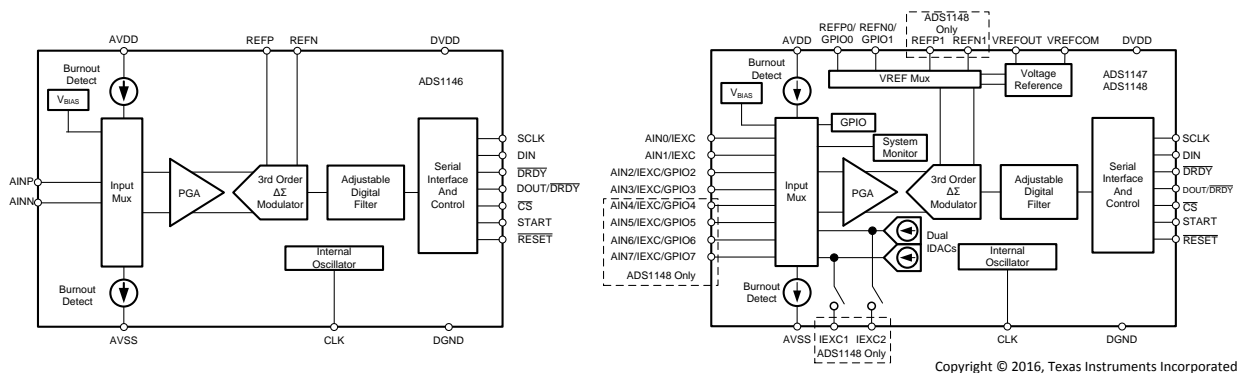 AVDD
REFP REFN
DVDD
Burnout
Detect
ADS1146
VBIAS
AINP
AINN
Input
Mux
PGA
3rd Order
ΔΣ
Modulator
Adjustable
Digital
Filter
Serial
Interface
And
Control
SCLK
DIN
DRDY
DOUT/DRDY
CS
START
RESET
Internal
Oscillator
Burnout
Detect
AVSS
CLK
DGND
ADS1148
Only
REFP0/ REFN0/
GPIO0 GPIO1
REFP1 REFN1
AVDD
VREFOUT VREFCOM
DVDD
Burnout
Detect
VREF Mux
Voltage
Reference
ADS1147
ADS1148
VBIAS
GPIO
System
Monitor
AIN0/IEXC
AIN1/IEXC
AIN2/IEXC/GPIO2
AIN3/IEXC/GPIO3
AIN4/IEXC/GPIO4
AIN5/IEXC/GPIO5
AIN6/IEXC/GPIO6
AIN7/IEXC/GPIO7
ADS1148 Only
Input
Mux
PGA
3rd Order
ΔΣ
Modulator
Adjustable
Digital
Filter
Serial
Interface
And
Control
SCLK
DIN
DRDY
DOUT/DRDY
CS
START
RESET
Dual
IDACs
Internal
Oscillator
Burnout
Detect
AVSS
IEXC1 IEXC2
ADS1148 Only
CLK
DGND
Copyright © 2016, Texas Instruments Incorporated